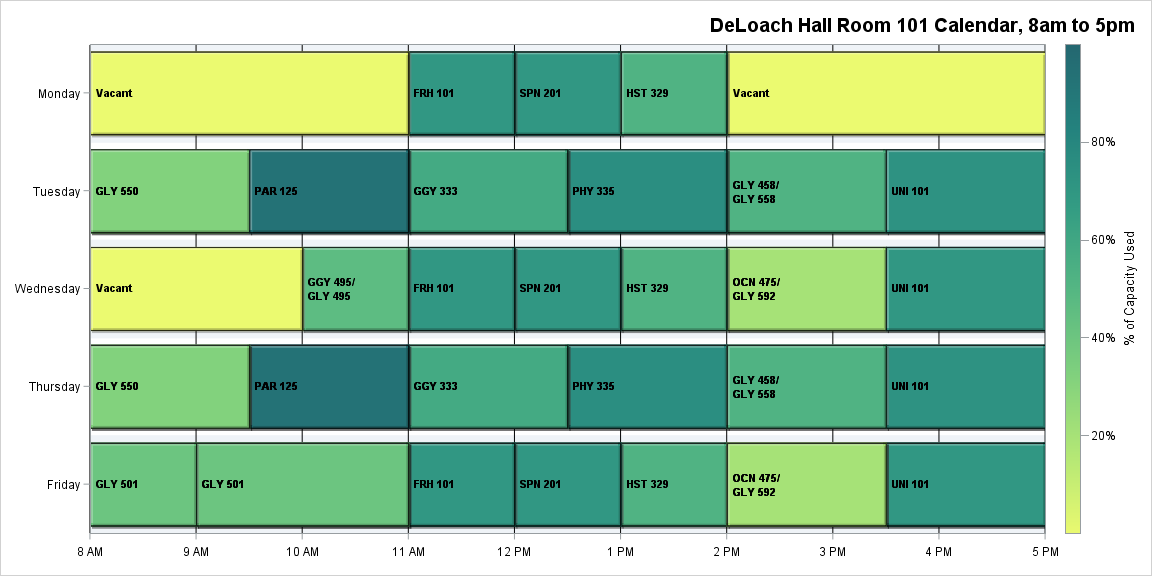 DeLoach Hall Room 101 Calendar, 8am to 5pm
Monday
Vacant
FRH 101
SPN 201
HST 329
Vacant
Tuesday
GLY 550
PAR 125
GGY 333
PHY 335
GLY 458/
GLY 558
UNI 101
Wednesday
Vacant
GGY 495/
GLY 495
FRH 101
SPN 201
HST 329
OCN 475/
GLY 592
UNI 101
Thursday
GLY 550
PAR 125
GGY 333
PHY 335
GLY 458/
GLY 558
UNI 101
Friday
GLY 501
GLY 501
FRH 101
SPN 201
HST 329
OCN 475/
GLY 592
UNI 101
8 AM
9 AM
10 AM
11 AM
12 PM
1 PM
2 PM
3 PM
4 PM
5 PM
80%
60%
40%
20%
% of Capacity Used